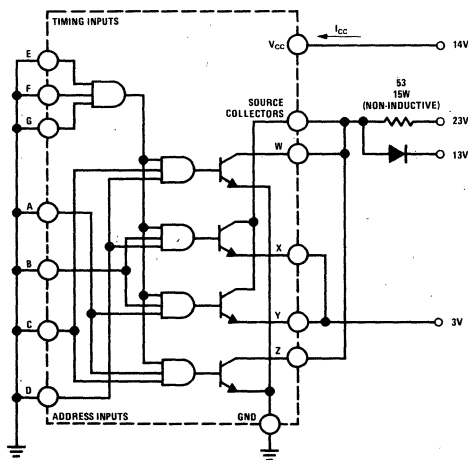 TIMING INPUTS
E
F
G
A
B
C
D
ADDRESS INPUTS
VCC
ICC
14V
SOURCE
COLLECTORS
53
15W
(NON-INDUCTIVE)
23V
13V
W
X
Y
3V
Z
GND